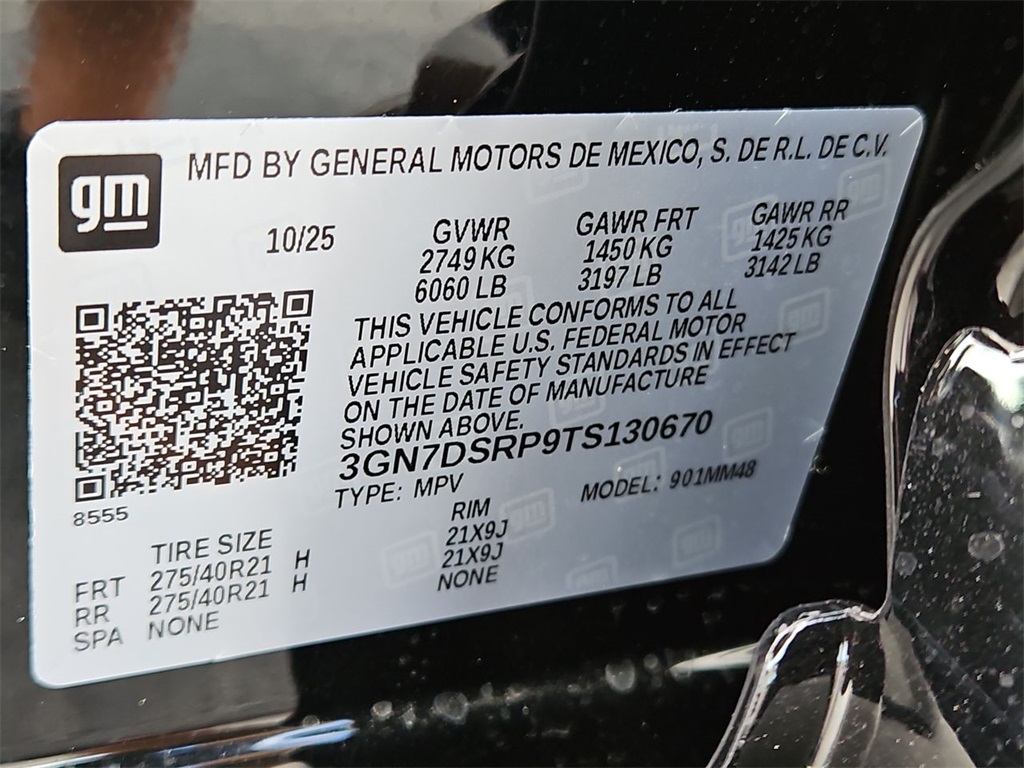 gm
MFD BY GENERAL MOTORS DE MEXICO, S. DE R.L. DE C.V.
10/25
GVWR
2749 KG
6060 LB
GAWR FRT
1450 KG
3197 LB
GAWR RR
1425 KG
3142 LB
THIS VEHICLE CONFORMS TO ALL
APPLICABLE U.S. FEDERAL MOTOR
VEHICLE SAFETY STANDARDS IN EFFECT
ON THE DATE OF MANUFACTURE
SHOWN ABOVE.
3GN7DSRP9TS130670
TYPE: MPV MODEL: 901MM48
8555
TIRE SIZE RIM
FRT 275/40R21 H 21X9J
RR 275/40R21 H 21X9J
SPA NONE NONE